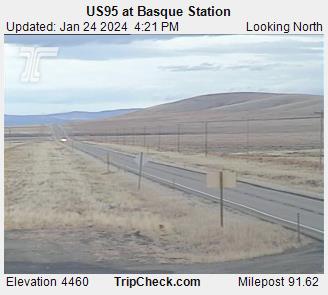 US95 at Basque Station
Updated: Jan 24 2024 4:21 PM Looking North
Elevation 4460 TripCheck.com Milepost 91.62